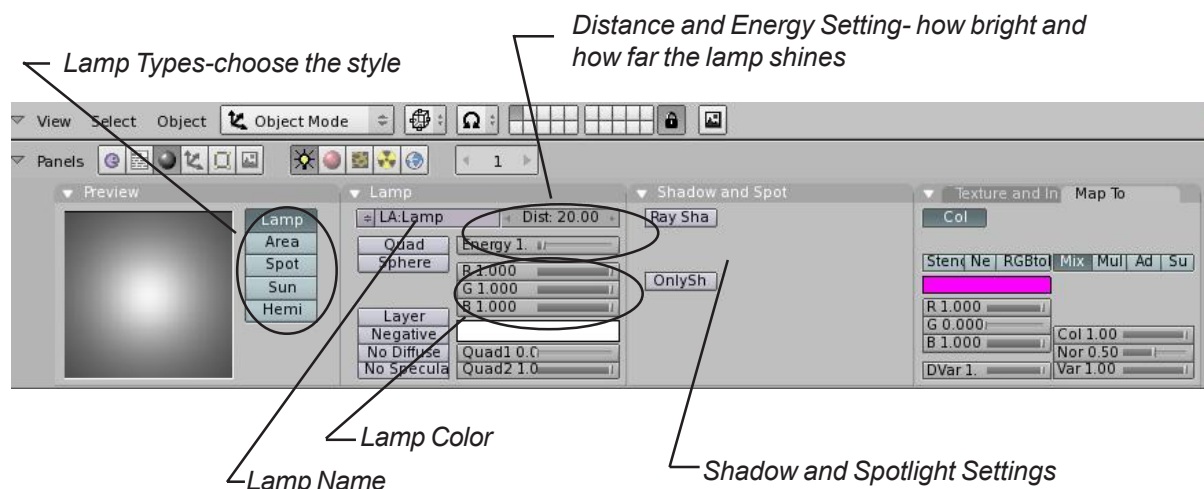 Distance and Energy Setting- how bright and
how far the lamp shines
Lamp Types-choose the style
View Select Object Object Mode
Panels 1
Preview Lamp Shadow and Spot Texture and In Map To
Lamp
Area
Spot
Sun
Hemi
LA:Lamp Dist: 20.00
Quad Energy 1.
Sphere
R 1.000
G 1.000
B 1.000
Layer
Negative
No Diffuse Quad1 0.0
No Specula Quad2 1.0
Ray Sha
OnlySh
Col
Stenc Ne RGBtoI Mix Mul Ad Su
R 1.000
G 0.000
B 1.000
Col 1.00
Nor 0.50
DVar 1. Var 1.00
Lamp Color
Lamp Name
Shadow and Spotlight Settings